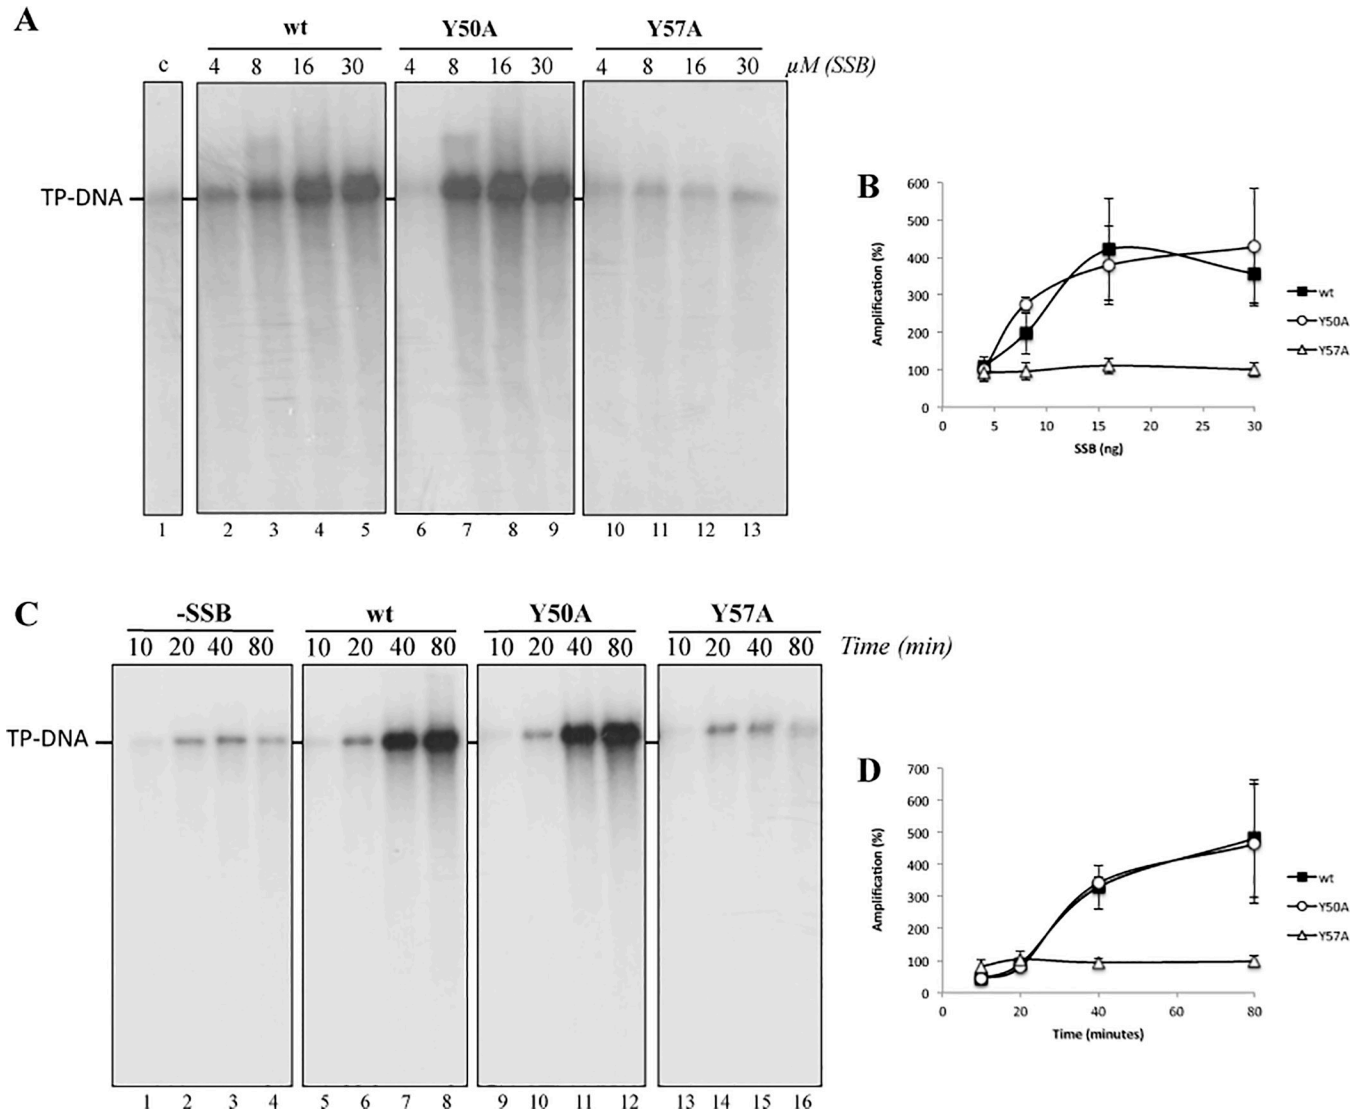 A
wt Y50A Y57A
c 4 8 16 30 4 8 16 30 4 8 16 30 µM (SSB)
TP-DNA
1 2 3 4 5 6 7 8 9 10 11 12 13
B
600
500
400
300
200
100
0
Amplification (%)
0 5 10 15 20 25 30
SSB (ng)
wt
Y50A
Y57A
C
-SSB wt Y50A Y57A
10 20 40 80 10 20 40 80 10 20 40 80 10 20 40 80 Time (min)
TP-DNA
1 2 3 4 5 6 7 8 9 10 11 12 13 14 15 16
D
700
600
500
400
300
200
100
0
Amplification (%)
0 20 40 60 80
Time (minutes)
wt
Y50A
Y57A